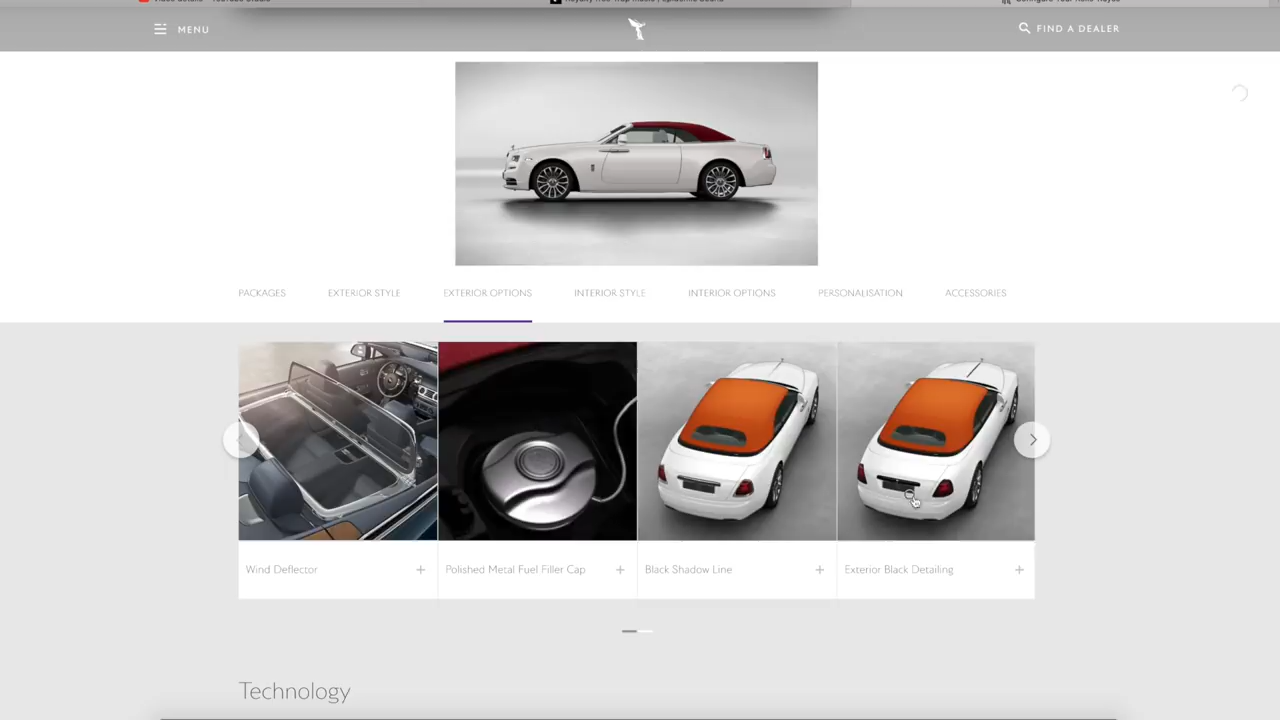 MENU
FIND A DEALER
PACKAGES
EXTERIOR STYLE
EXTERIOR OPTIONS
INTERIOR STYLE
INTERIOR OPTIONS
PERSONALISATION
ACCESSORIES
Wind Deflector
Polished Metal Fuel Filler Cap
Black Shadow Line
Exterior Black Detailing
Technology